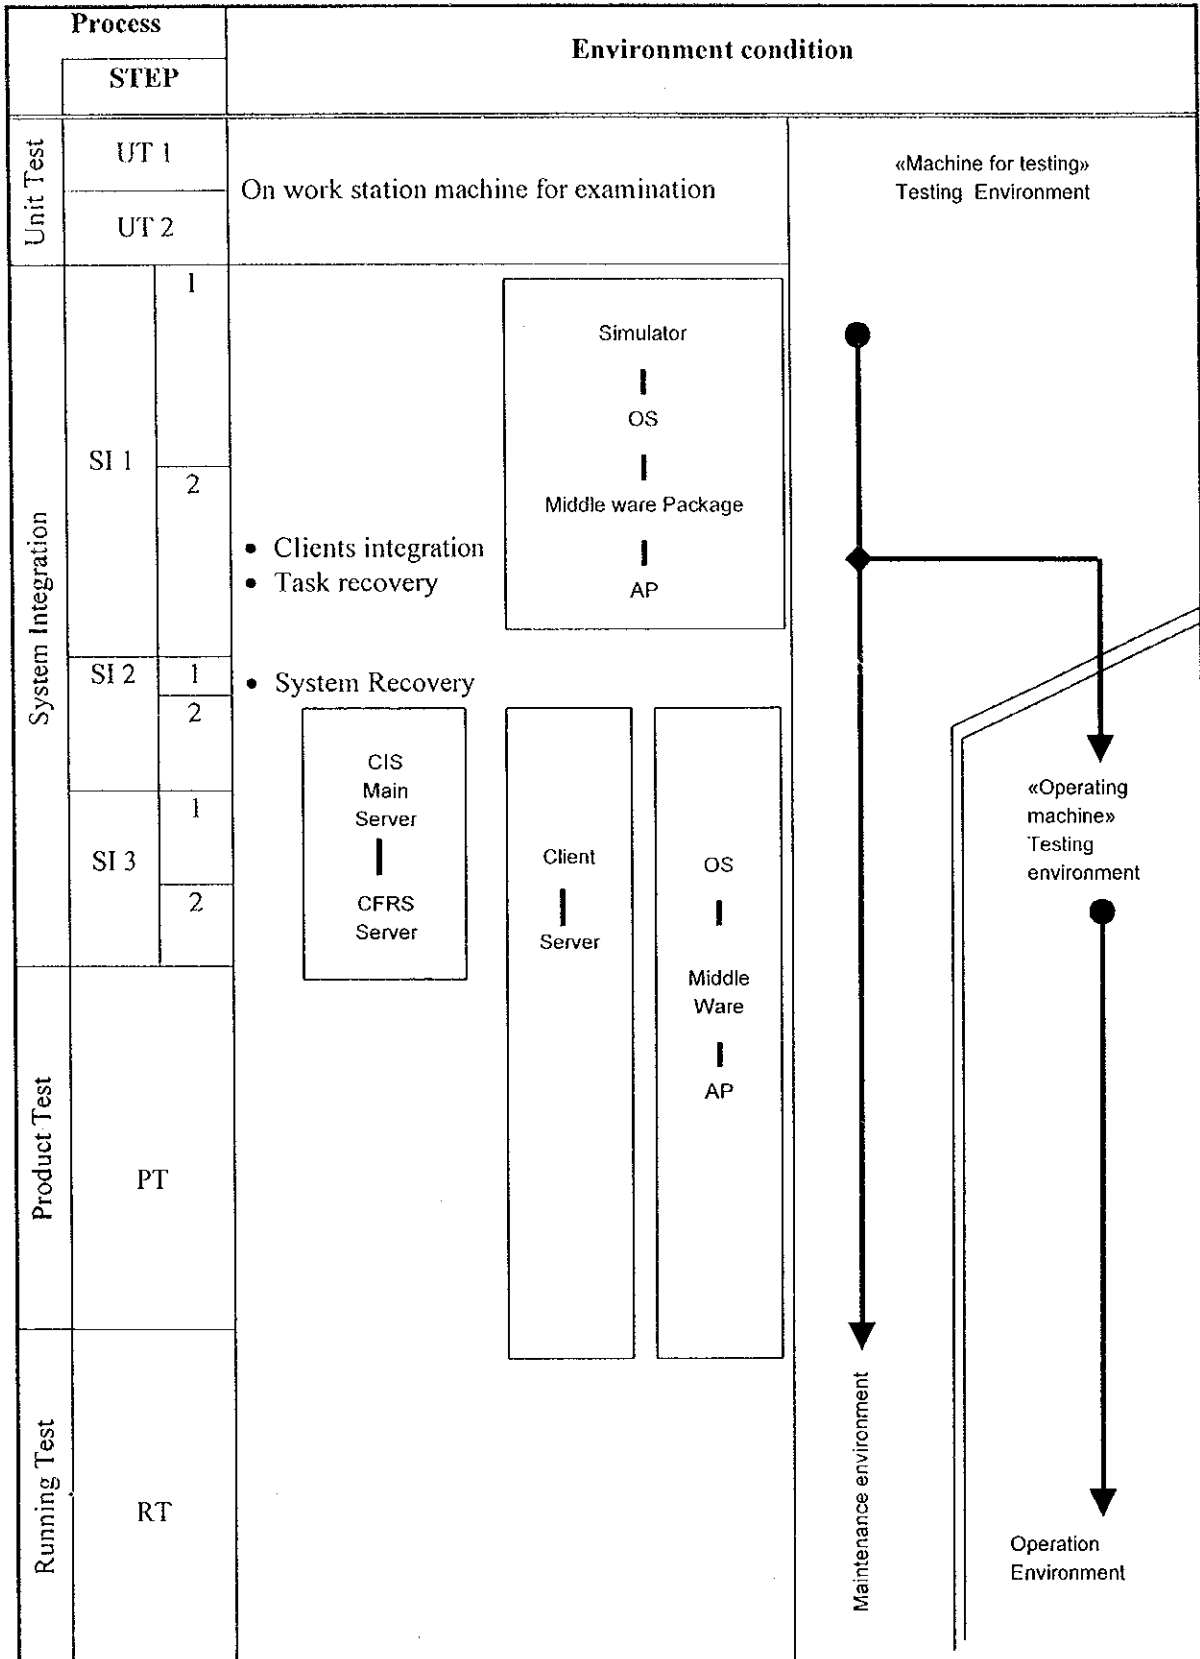 Process
Environment condition
STEP
Unit Test
UT 1
UT 2
On work station machine for examination
«Machine for testing»
Testing Environment
System Integration
SI 1
1
2
Simulator
OS
Middle ware Package
AP
• Clients integration
• Task recovery
SI 2
1
2
• System Recovery
SI 3
1
2
CIS
Main
Server
CFRS
Server
Client
Server
OS
Middle
Ware
AP
«Operating
machine»
Testing
environment
Product Test
PT
Running Test
RT
Maintenance environment
Operation
Environment